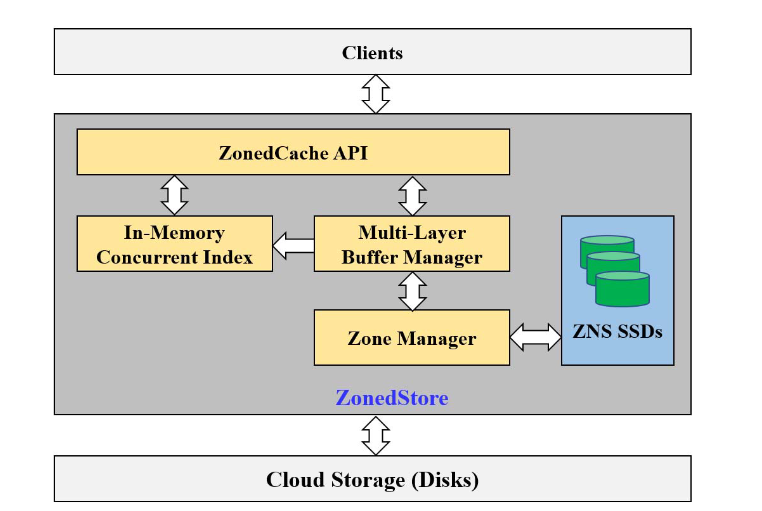 Clients
ZonedCache API
In-Memory
Concurrent Index
Multi-Layer
Buffer Manager
Zone Manager
ZNS SSDs
ZonedStore
Cloud Storage (Disks)